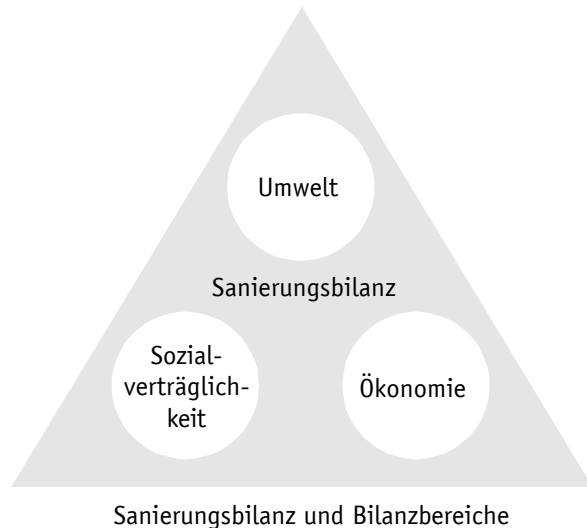 Umwelt
Sanierungsbilanz
Sozial-
verträglich-
keit
Ökonomie
Sanierungsbilanz und Bilanzbereiche